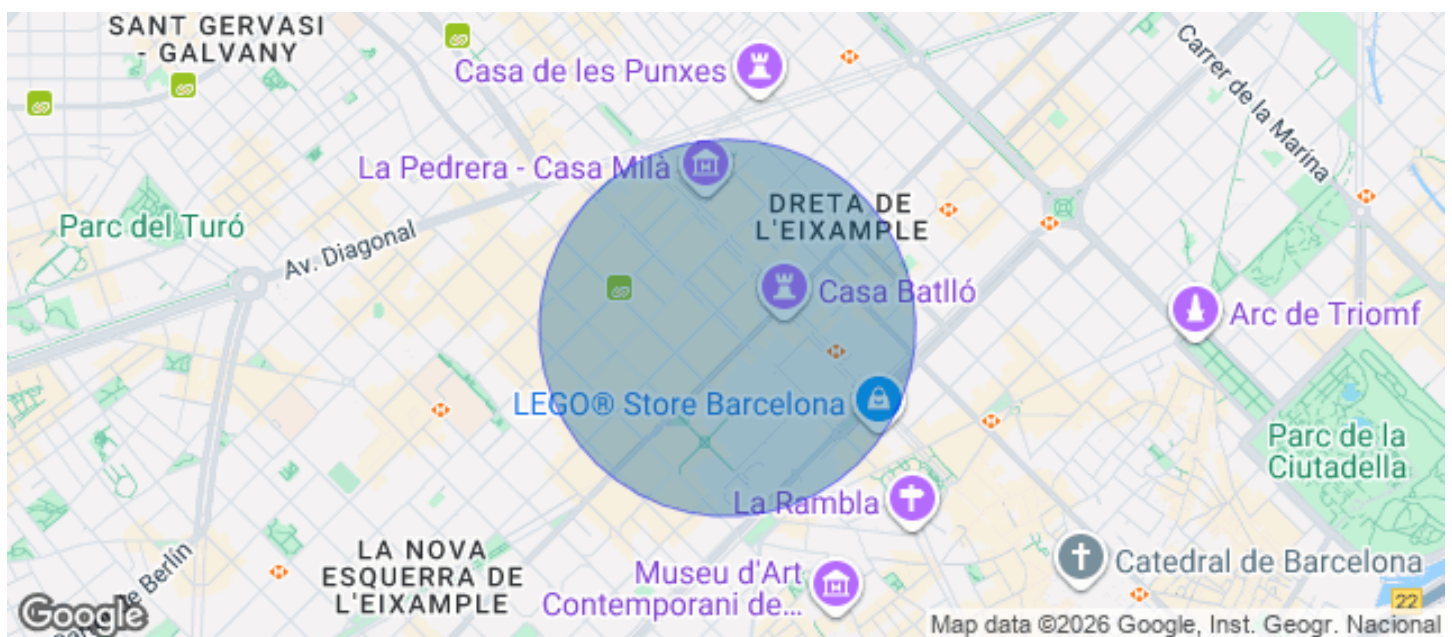 SANT GERVASI
- GALVANY
Casa de les Punxes
Carrer de la Marina
La Pedrera - Casa Milà
DRETA DE
L'EIXAMPLE
Parc del Turó
Av. Diagonal
Casa Batlló
Arc de Triomf
LEGO® Store Barcelona
Parc de la
Ciutadella
La Rambla
LA NOVA
ESQUERRA DE
L'EIXAMPLE
Museu d'Art
Contemporani de...
Catedral de Barcelona
de Berlín
22
Google
Map data ©2026 Google, Inst. Geogr. Nacional